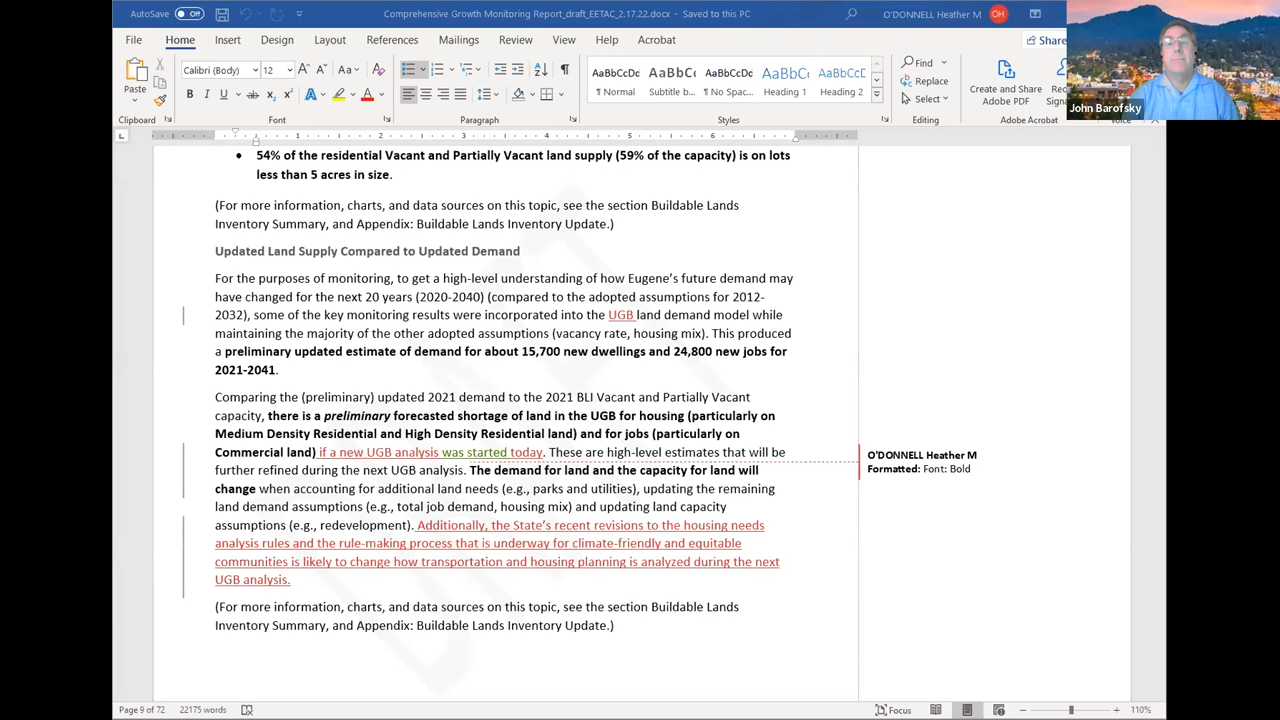 AutoSave Off
Comprehensive Growth Monitoring Report_draft_EETAC_2.17.22.docx - Saved to this PC
O'DONNELL Heather M OH
File Home Insert Design Layout References Mailings Review View Help Acrobat Share
Paste
Calibri (Body) 12
AaBbCcDd AaBbCcD AaBbCcDd AaBbCc AaBbCcD
¶ Normal Subtitle b... ¶ No Spac... Heading 1 Heading 2
Find
Replace
Select
Create and Share
Adobe PDF
John Barofsky
Clipboard Font Paragraph Styles Editing Adobe Acrobat
1 2 3 4 5 6
• 54% of the residential Vacant and Partially Vacant land supply (59% of the capacity) is on lots
less than 5 acres in size.
(For more information, charts, and data sources on this topic, see the section Buildable Lands
Inventory Summary, and Appendix: Buildable Lands Inventory Update.)
Updated Land Supply Compared to Updated Demand
For the purposes of monitoring, to get a high-level understanding of how Eugene's future demand may
have changed for the next 20 years (2020-2040) (compared to the adopted assumptions for 2012-
2032), some of the key monitoring results were incorporated into the UGB land demand model while
maintaining the majority of the other adopted assumptions (vacancy rate, housing mix). This produced
a preliminary updated estimate of demand for about 15,700 new dwellings and 24,800 new jobs for
2021-2041.
Comparing the (preliminary) updated 2021 demand to the 2021 BLI Vacant and Partially Vacant
capacity, there is a preliminary forecasted shortage of land in the UGB for housing (particularly on
Medium Density Residential and High Density Residential land) and for jobs (particularly on
Commercial land) if a new UGB analysis was started today. These are high-level estimates that will be
further refined during the next UGB analysis. The demand for land and the capacity for land will
change when accounting for additional land needs (e.g., parks and utilities), updating the remaining
land demand assumptions (e.g., total job demand, housing mix) and updating land capacity
assumptions (e.g., redevelopment). Additionally, the State's recent revisions to the housing needs
analysis rules and the rule-making process that is underway for climate-friendly and equitable
communities is likely to change how transportation and housing planning is analyzed during the next
UGB analysis.
(For more information, charts, and data sources on this topic, see the section Buildable Lands
Inventory Summary, and Appendix: Buildable Lands Inventory Update.)
O'DONNELL Heather M
Formatted: Font: Bold
Page 9 of 72 22175 words Focus 110%